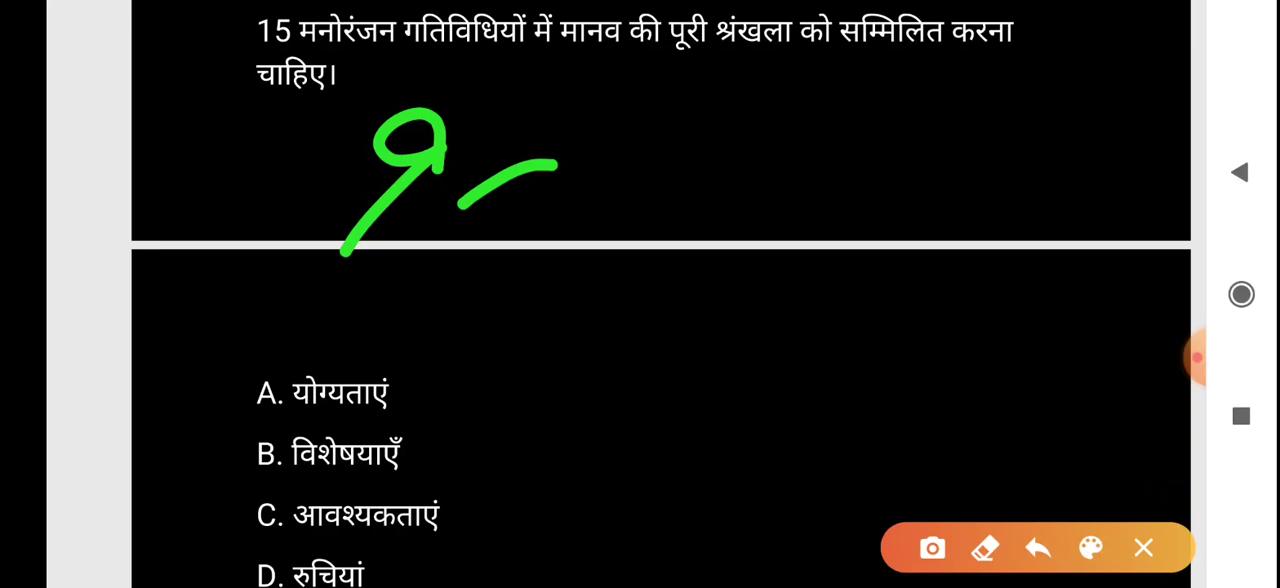 15 मनोरंजन गतिविधियों में मानव की पूरी श्रंखला को सम्मिलित करना
चाहिए।
A. योग्यताएं
B. विशेषयाएँ
C. आवश्यकताएं
D. रुचियां